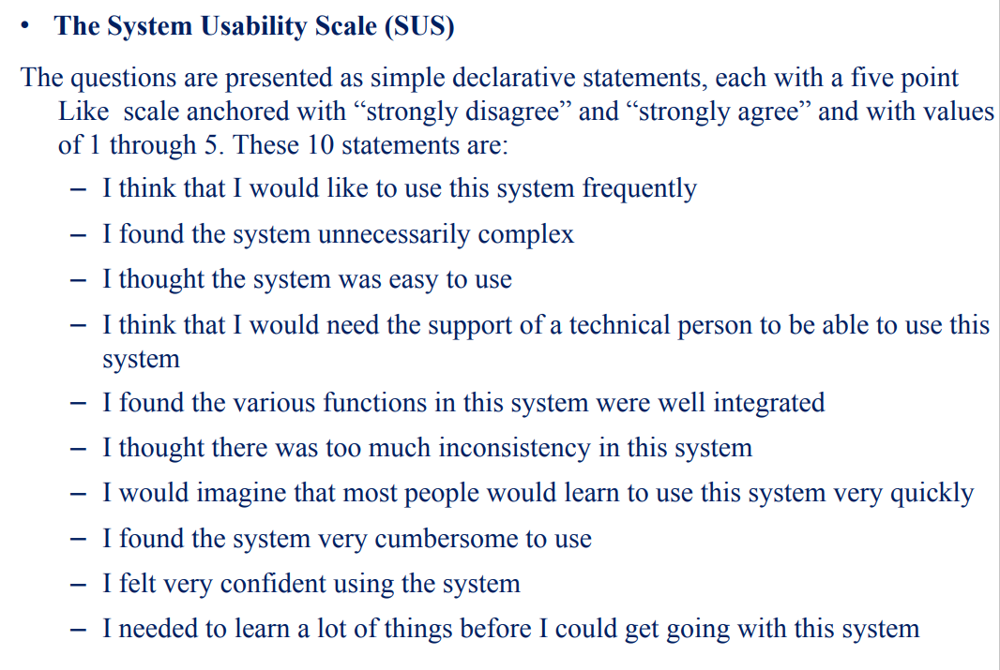 • The System Usability Scale (SUS)
The questions are presented as simple declarative statements, each with a five point
Like scale anchored with “strongly disagree” and “strongly agree” and with values
of 1 through 5. These 10 statements are:
– I think that I would like to use this system frequently
– I found the system unnecessarily complex
– I thought the system was easy to use
– I think that I would need the support of a technical person to be able to use this
system
– I found the various functions in this system were well integrated
– I thought there was too much inconsistency in this system
– I would imagine that most people would learn to use this system very quickly
– I found the system very cumbersome to use
– I felt very confident using the system
– I needed to learn a lot of things before I could get going with this system